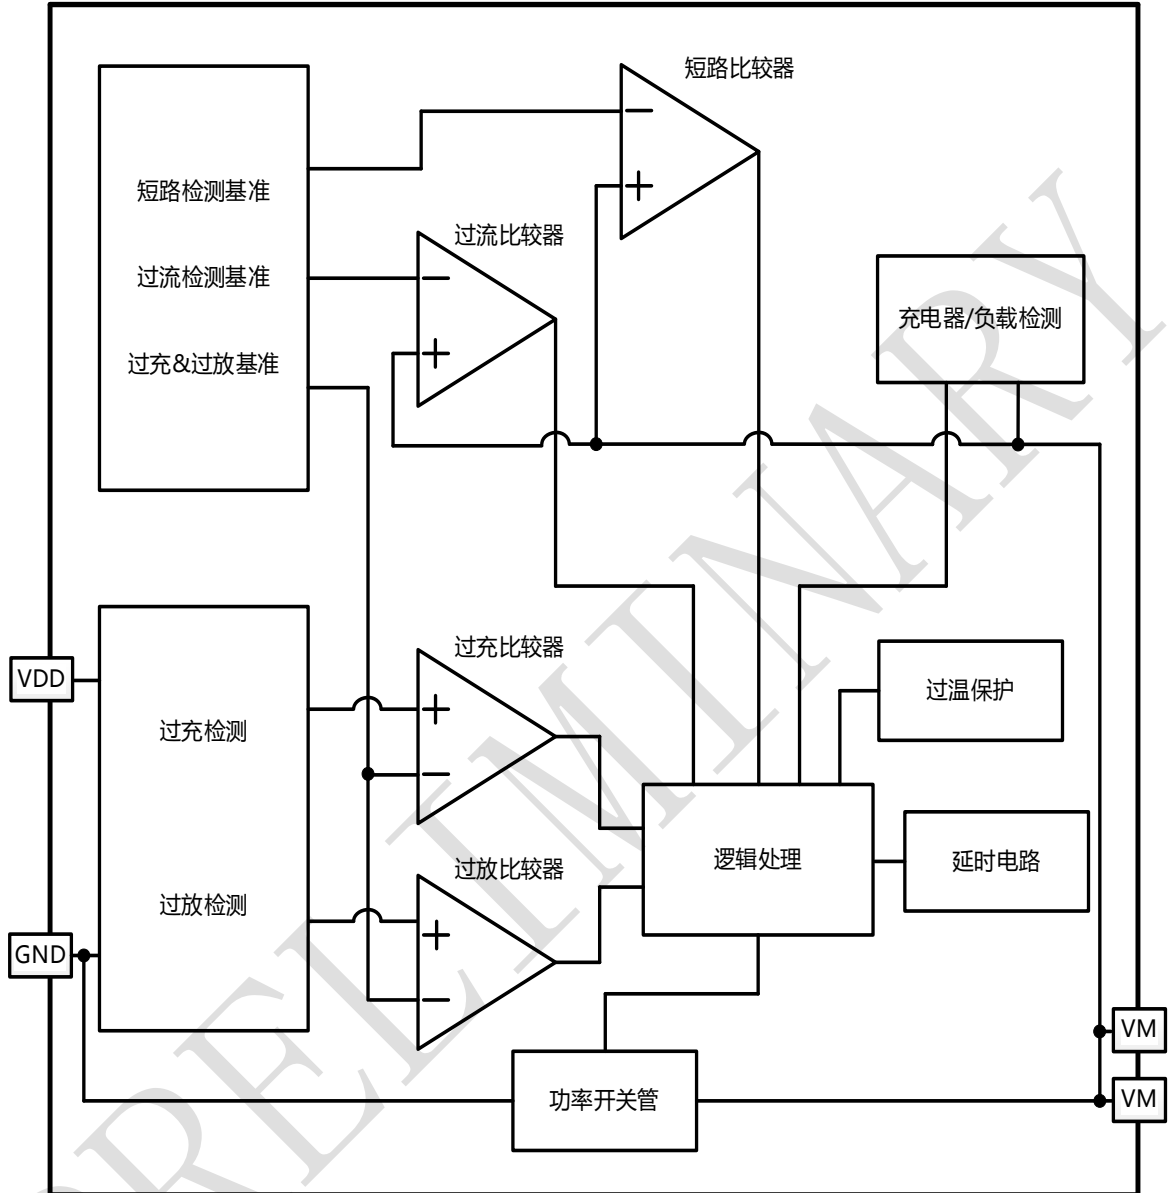 短路比较器
短路检测基准
过流比较器
过流检测基准
充电器/负载检测
过充&过放基准
过充比较器
VDD
过温保护
过充检测
逻辑处理
延时电路
过放比较器
过放检测
GND
VM
功率开关管
VM
PRELIMINARY